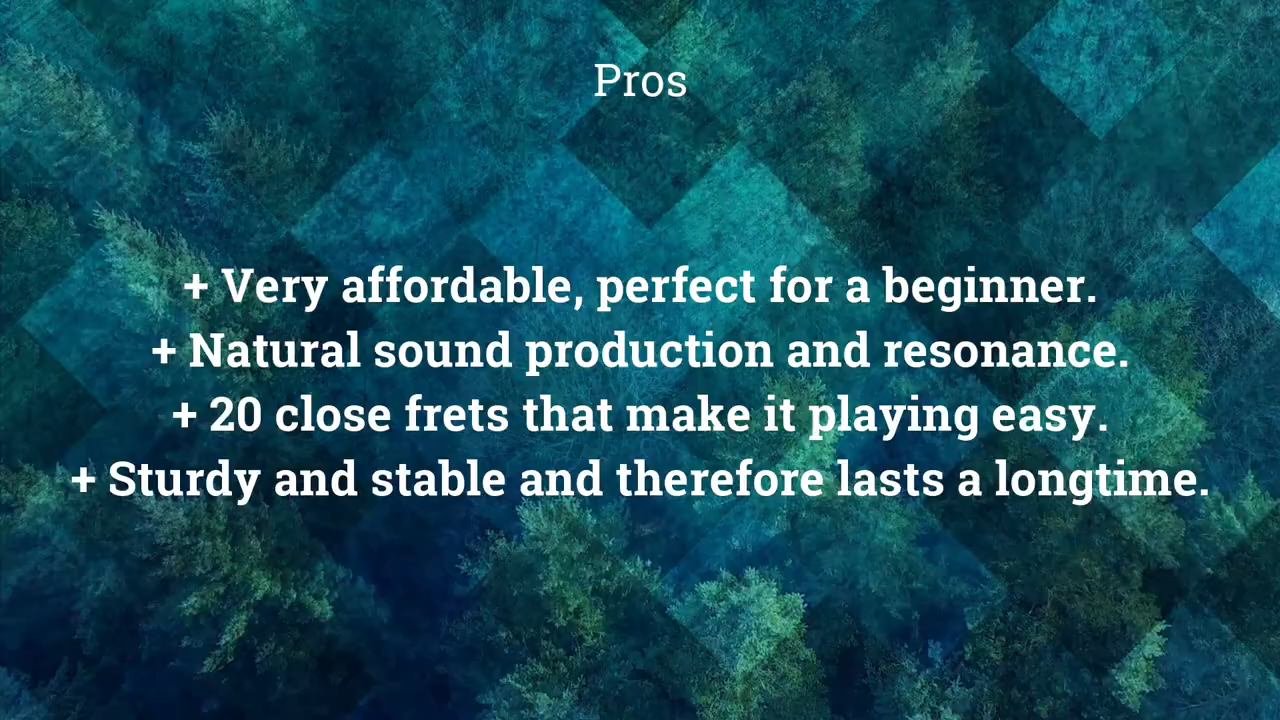 Pros
+ Very affordable, perfect for a beginner.
+ Natural sound production and resonance.
+ 20 close frets that make it playing easy.
+ Sturdy and stable and therefore lasts a longtime.